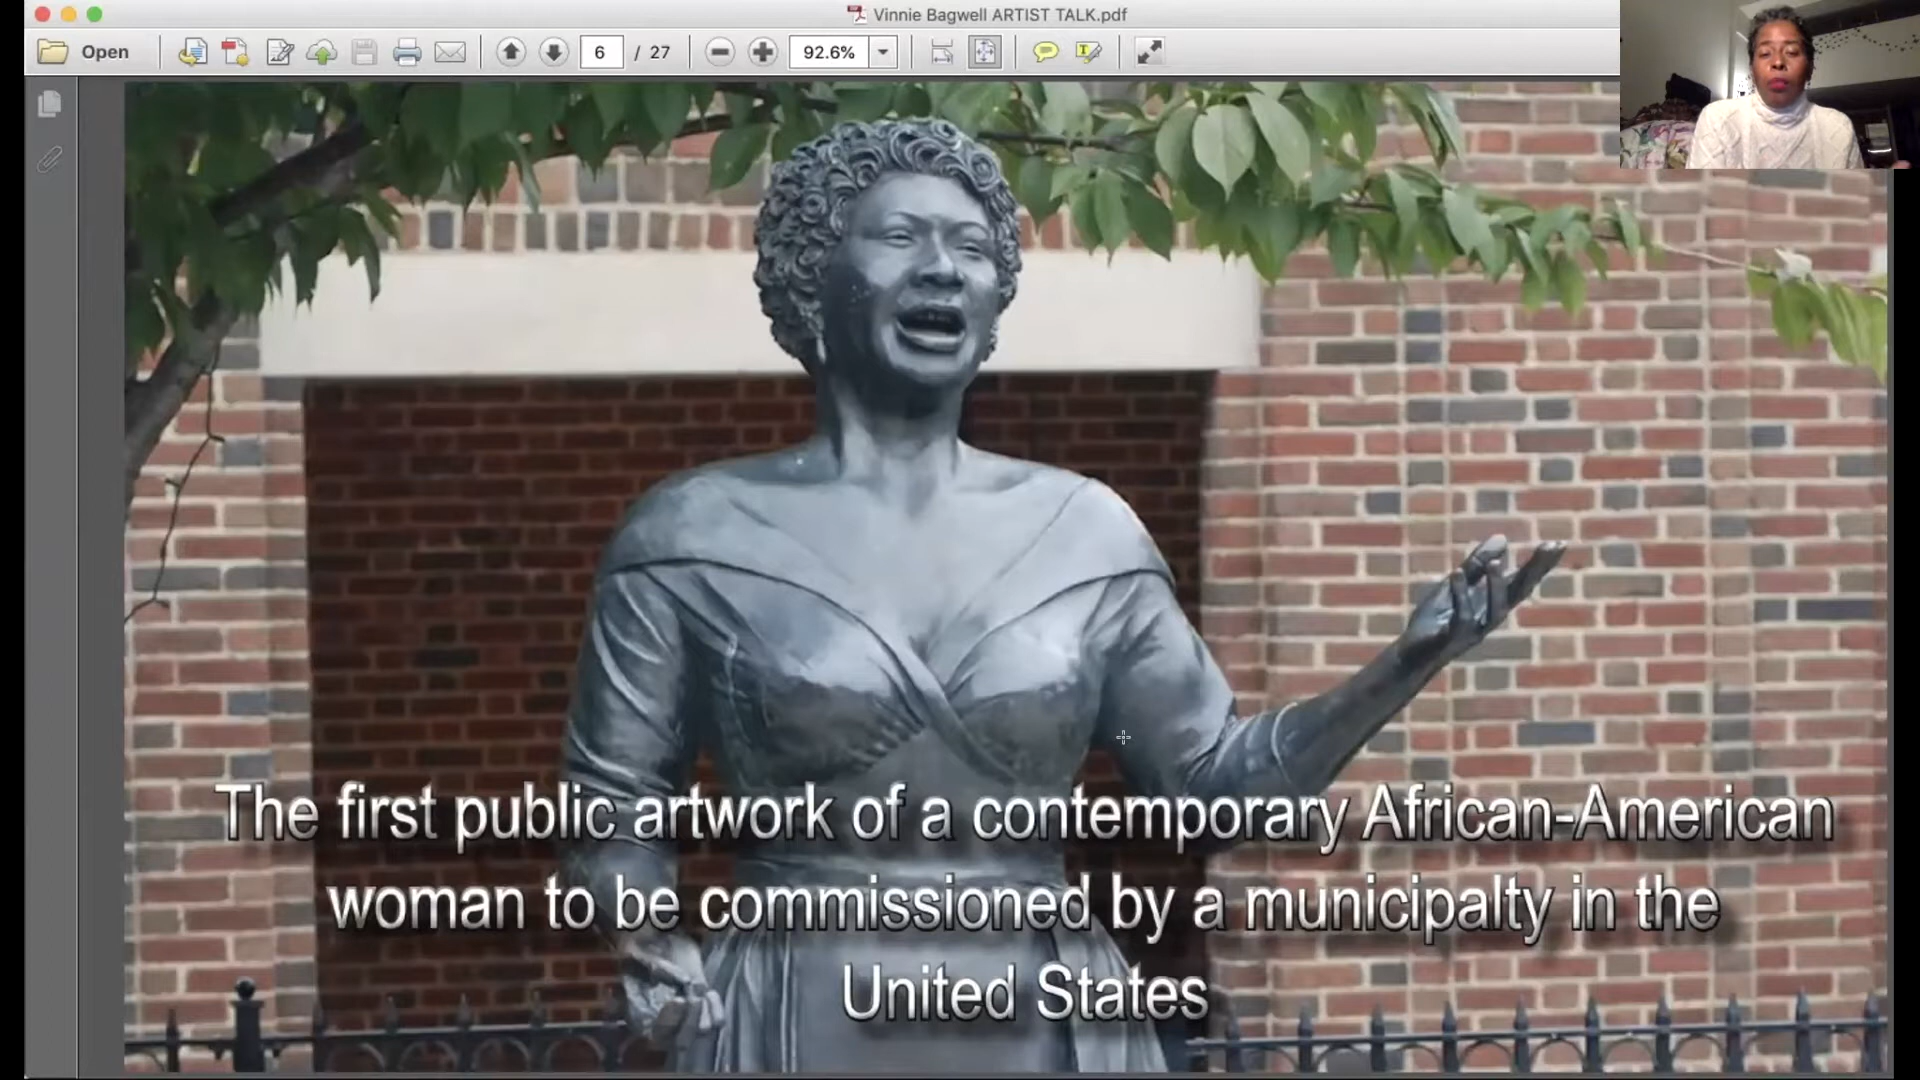 Vinnie Bagwell ARTIST TALK.pdf
Open
6 / 27
92.6%
The first public artwork of a contemporary African-American
woman to be commissioned by a municipalty in the
United States